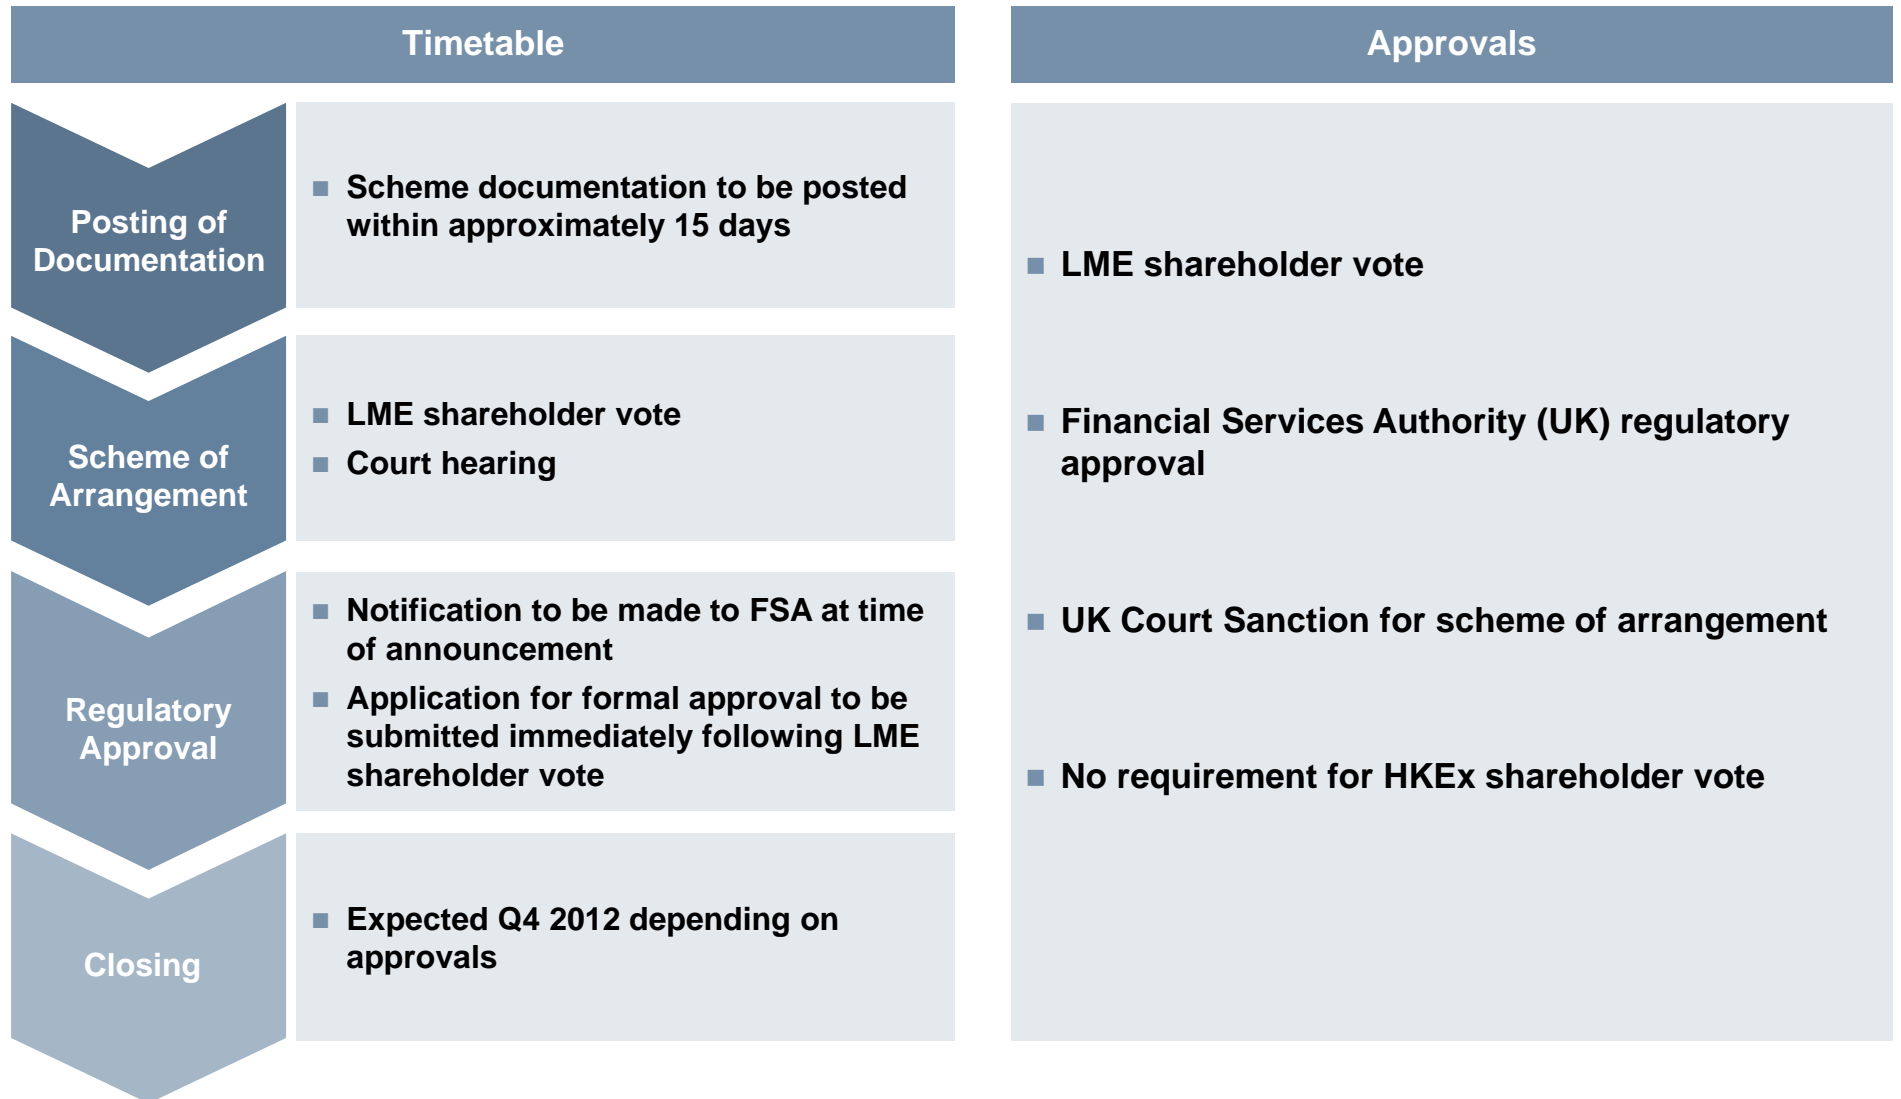 Timetable
Posting of
Documentation
■ Scheme documentation to be posted
within approximately 15 days
Scheme of
Arrangement
■ LME shareholder vote
■ Court hearing
Regulatory
Approval
■ Notification to be made to FSA at time
of announcement
■ Application for formal approval to be
submitted immediately following LME
shareholder vote
Closing
■ Expected Q4 2012 depending on
approvals
Approvals
■ LME shareholder vote
■ Financial Services Authority (UK) regulatory
approval
■ UK Court Sanction for scheme of arrangement
■ No requirement for HKEx shareholder vote